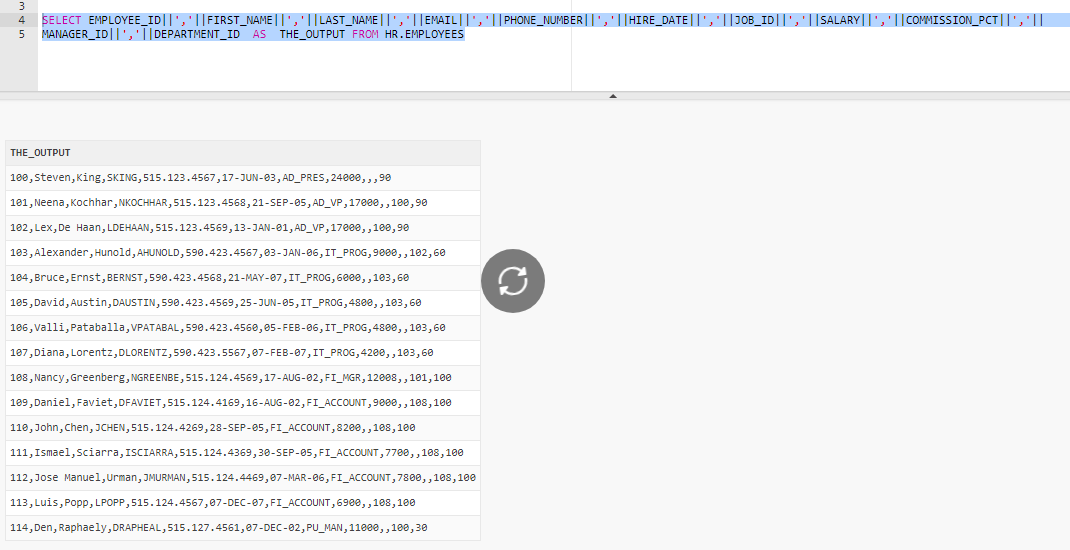 3
4 SELECT EMPLOYEE_ID||','||FIRST_NAME||','||LAST_NAME||','||EMAIL||','||PHONE_NUMBER||','||HIRE_DATE||','||JOB_ID||','||SALARY||','||COMMISSION_PCT||','||
5 MANAGER_ID||','||DEPARTMENT_ID  AS  THE_OUTPUT FROM HR.EMPLOYEES
THE_OUTPUT
100,Steven,King,SKING,515.123.4567,17-JUN-03,AD_PRES,24000,,,90
101,Neena,Kochhar,NKOCHHAR,515.123.4568,21-SEP-05,AD_VP,17000,,100,90
102,Lex,De Haan,LDEHAAN,515.123.4569,13-JAN-01,AD_VP,17000,,100,90
103,Alexander,Hunold,AHUNOLD,590.423.4567,03-JAN-06,IT_PROG,9000,,102,60
104,Bruce,Ernst,BERNST,590.423.4568,21-MAY-07,IT_PROG,6000,,103,60
105,David,Austin,DAUSTIN,590.423.4569,25-JUN-05,IT_PROG,4800,,103,60
106,Valli,Pataballa,VPATABAL,590.423.4560,05-FEB-06,IT_PROG,4800,,103,60
107,Diana,Lorentz,DLORENTZ,590.423.5567,07-FEB-07,IT_PROG,4200,,103,60
108,Nancy,Greenberg,NGREENBE,515.124.4569,17-AUG-02,FI_MGR,12008,,101,100
109,Daniel,Faviet,DFAVIET,515.124.4169,16-AUG-02,FI_ACCOUNT,9000,,108,100
110,John,Chen,JCHEN,515.124.4269,28-SEP-05,FI_ACCOUNT,8200,,108,100
111,Ismael,Sciarra,ISCIARRA,515.124.4369,30-SEP-05,FI_ACCOUNT,7700,,108,100
112,Jose Manuel,Urman,JMURMAN,515.124.4469,07-MAR-06,FI_ACCOUNT,7800,,108,100
113,Luis,Popp,LPOPP,515.124.4567,07-DEC-07,FI_ACCOUNT,6900,,108,100
114,Den,Raphaely,DRAPHEAL,515.127.4561,07-DEC-02,PU_MAN,11000,,100,30